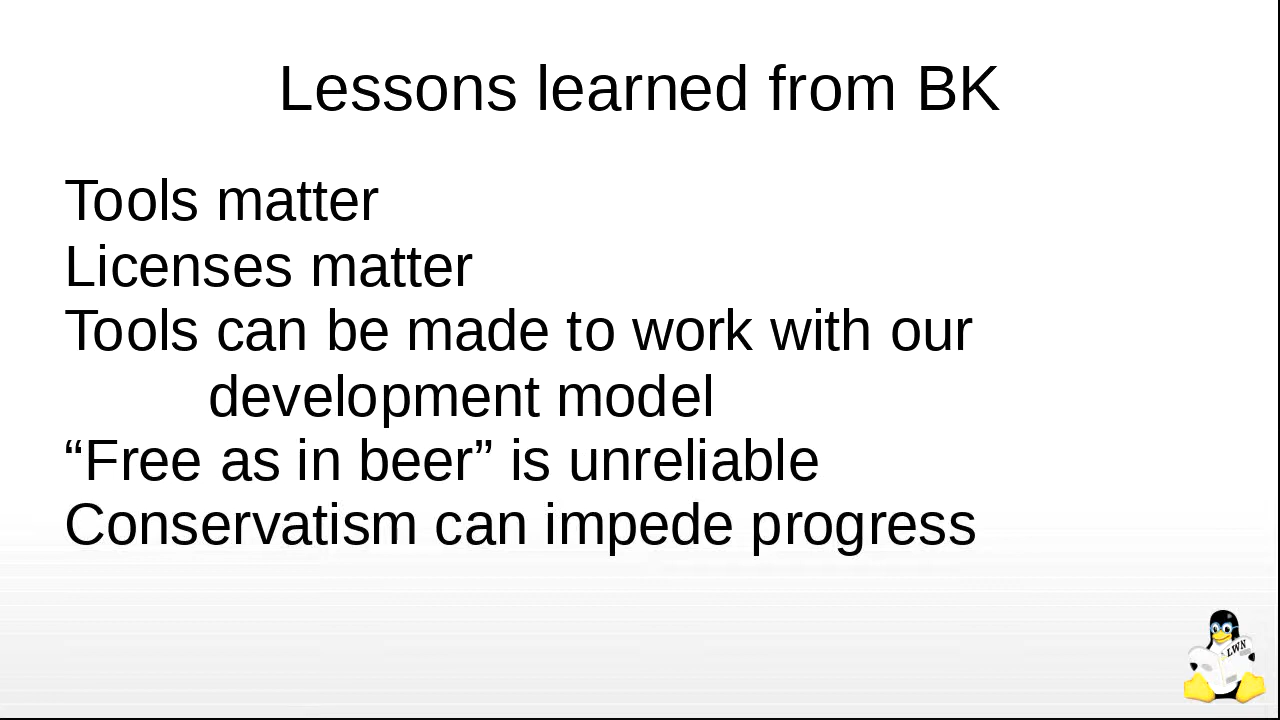 Lessons learned from BK
Tools matter
Licenses matter
Tools can be made to work with our
development model
“Free as in beer” is unreliable
Conservatism can impede progress
LWN